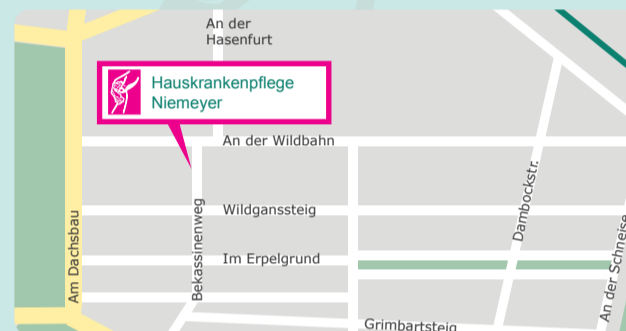 An der
Hasenfurt
Hauskrankenpflege
Niemeyer
An der Wildbahn
Wildganssteig
Im Erpelgrund
Am Dachsbau
Bekassinenweg
Dambockstr.
An der Schneise
Grimbartsteig